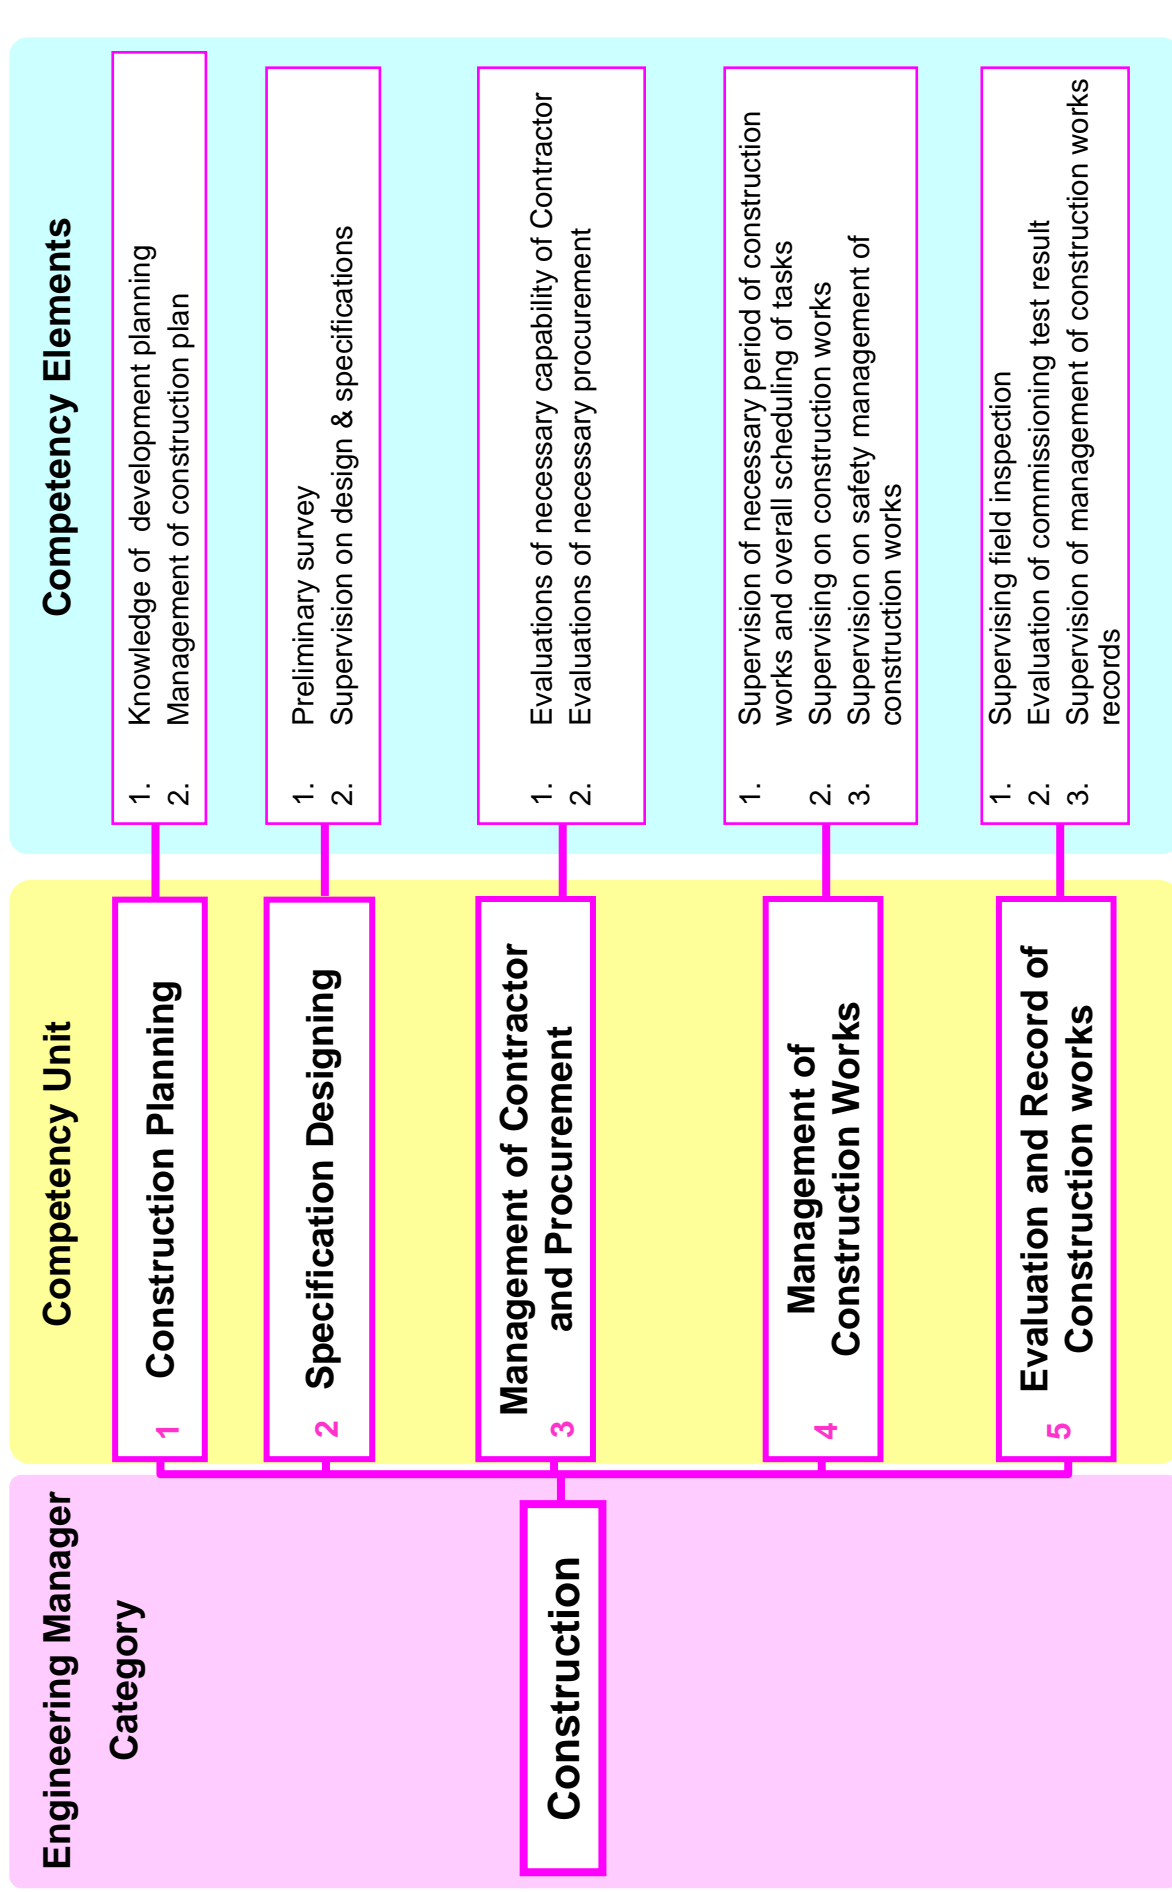 Engineering Manager
Category
Construction
Competency Unit
1 Construction Planning
2 Specification Designing
3 Management of Contractor
and Procurement
4 Management of
Construction Works
5 Evaluation and Record of
Construction works
Competency Elements
1. Knowledge of development planning
2. Management of construction plan
1. Preliminary survey
2. Supervision on design & specifications
1. Evaluations of necessary capability of Contractor
2. Evaluations of necessary procurement
1. Supervision of necessary period of construction
works and overall scheduling of tasks
2. Supervising on construction works
3. Supervision on safety management of
construction works
1. Supervising field inspection
2. Evaluation of commissioning test result
3. Supervision of management of construction works
records